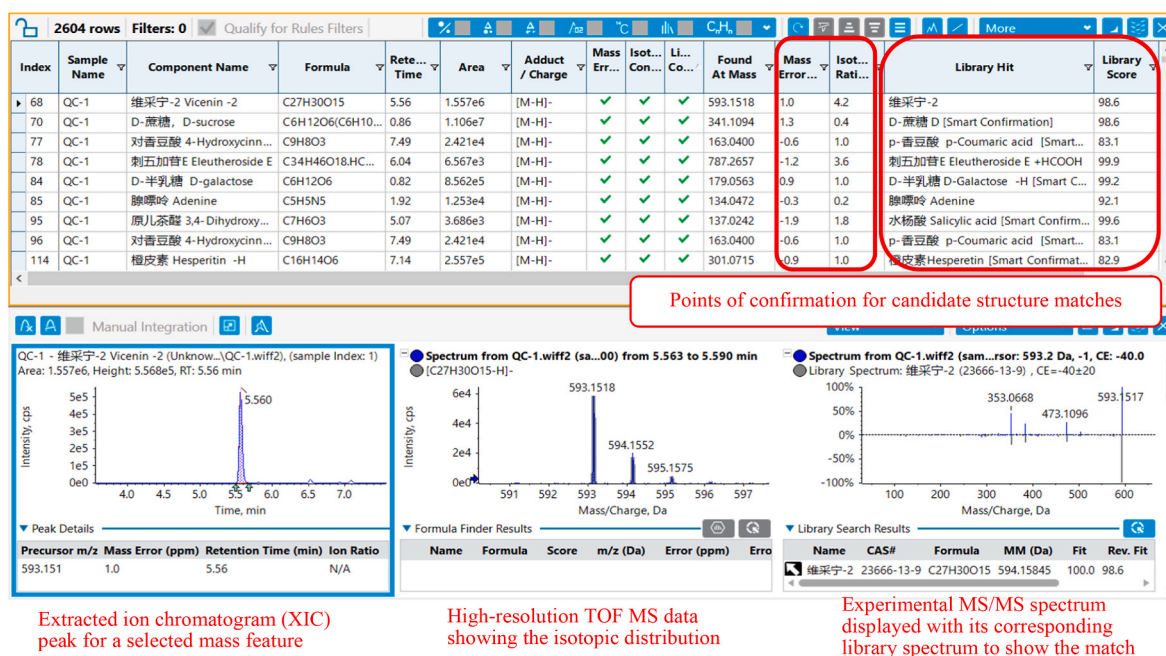 2604 rows Filters: 0 Qualify for Rules Filters More
Index Sample Name Component Name Formula Rete... Time Area Adduct / Charge Mass Err... Isot... Con... Li... Co... Found At Mass Mass Error... Isot... Rati... Library Hit Library Score
68 QC-1 维采宁-2 Vicenin -2 C27H30O15 5.56 1.557e6 [M-H]- 593.1518 1.0 4.2 维采宁-2 98.6
70 QC-1 D-蔗糖，D-sucrose C6H12O6(C6H10... 0.86 1.106e7 [M-H]- 341.1094 1.3 0.4 D-蔗糖 D [Smart Confirmation] 98.6
77 QC-1 对香豆酸 4-Hydroxycinn... C9H8O3 7.49 2.421e4 [M-H]- 163.0400 -0.6 1.0 p-香豆酸 p-Coumaric acid [Smart... 83.1
78 QC-1 刺五加苷E Eleutheroside E C34H46O18.HC... 6.04 6.567e3 [M-H]- 787.2657 -1.2 3.6 刺五加苷E Eleutheroside E +HCOOH 99.9
84 QC-1 D-半乳糖 D-galactose C6H12O6 0.82 8.562e5 [M-H]- 179.0563 0.9 1.0 D-半乳糖 D-Galactose -H [Smart C... 99.2
85 QC-1 腺嘌呤 Adenine C5H5N5 1.92 1.253e4 [M-H]- 134.0472 -0.3 0.2 腺嘌呤 Adenine 92.1
95 QC-1 原儿茶醛 3,4-Dihydroxy... C7H6O3 5.07 3.686e3 [M-H]- 137.0242 -1.9 1.8 水杨酸 Salicylic acid [Smart Confirm... 99.6
96 QC-1 对香豆酸 4-Hydroxycinn... C9H8O3 7.49 2.421e4 [M-H]- 163.0400 -0.6 1.0 p-香豆酸 p-Coumaric acid [Smart... 83.1
114 QC-1 橙皮素 Hesperitin -H C16H14O6 7.14 2.557e5 [M-H]- 301.0715 -0.9 1.0 橙皮素Hesperetin [Smart Confirmat... 82.9
Points of confirmation for candidate structure matches
Manual Integration
QC-1 - 维采宁-2 Vicenin -2 (Unknow...\QC-1.wiff2), (sample Index: 1)
Area: 1.557e6, Height: 5.568e5, RT: 5.56 min
Intensity, cps
5e5
4e5
3e5
2e5
1e5
0e0
5.560
4.0 4.5 5.0 5.5 6.0 6.5 7.0
Time, min
Peak Details
Precursor m/z Mass Error (ppm) Retention Time (min) Ion Ratio
593.151 1.0 5.56 N/A
Spectrum from QC-1.wiff2 (sa...00) from 5.563 to 5.590 min
[C27H30O15-H]-
Intensity, cps
6e4
4e4
2e4
0e0
593.1518
594.1552
595.1575
591 592 593 594 595 596 597
Mass/Charge, Da
Formula Finder Results
Name Formula Score m/z (Da) Error (ppm) Erro
Spectrum from QC-1.wiff2 (sam...rsor: 593.2 Da, -1, CE: -40.0
Library Spectrum: 维采宁-2 (23666-13-9) , CE=-40±20
Intensity, cps
100%
50%
0%
-50%
-100%
353.0668
473.1096
593.1517
100 200 300 400 500 600
Mass/Charge, Da
Library Search Results
Name CAS# Formula MM (Da) Fit Rev. Fit
维采宁-2 23666-13-9 C27H30O15 594.15845 100.0 98.6
Extracted ion chromatogram (XIC)
peak for a selected mass feature
High-resolution TOF MS data
showing the isotopic distribution
Experimental MS/MS spectrum
displayed with its corresponding
library spectrum to show the match